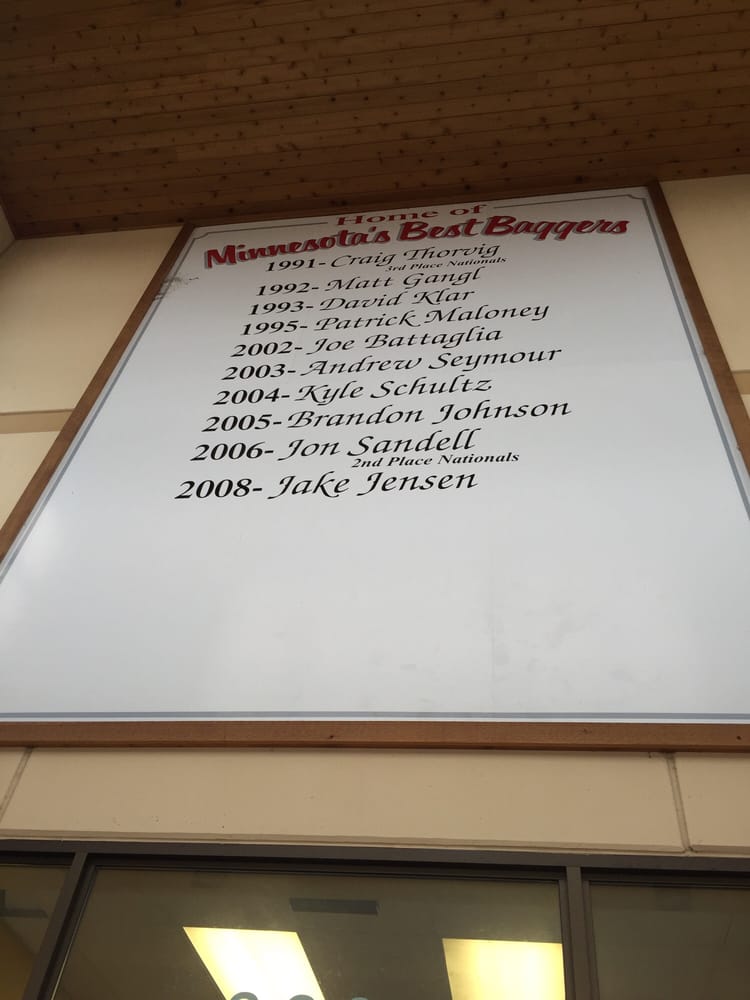 Home of
Minnesota's Best Baggers
1991- Craig Thorvig
3rd Place Nationals
1992- Matt Gangl
1993- David Klar
1995- Patrick Maloney
2002- Joe Battaglia
2003- Andrew Seymour
2004- Kyle Schultz
2005- Brandon Johnson
2006- Jon Sandell
2nd Place Nationals
2008- Jake Jensen